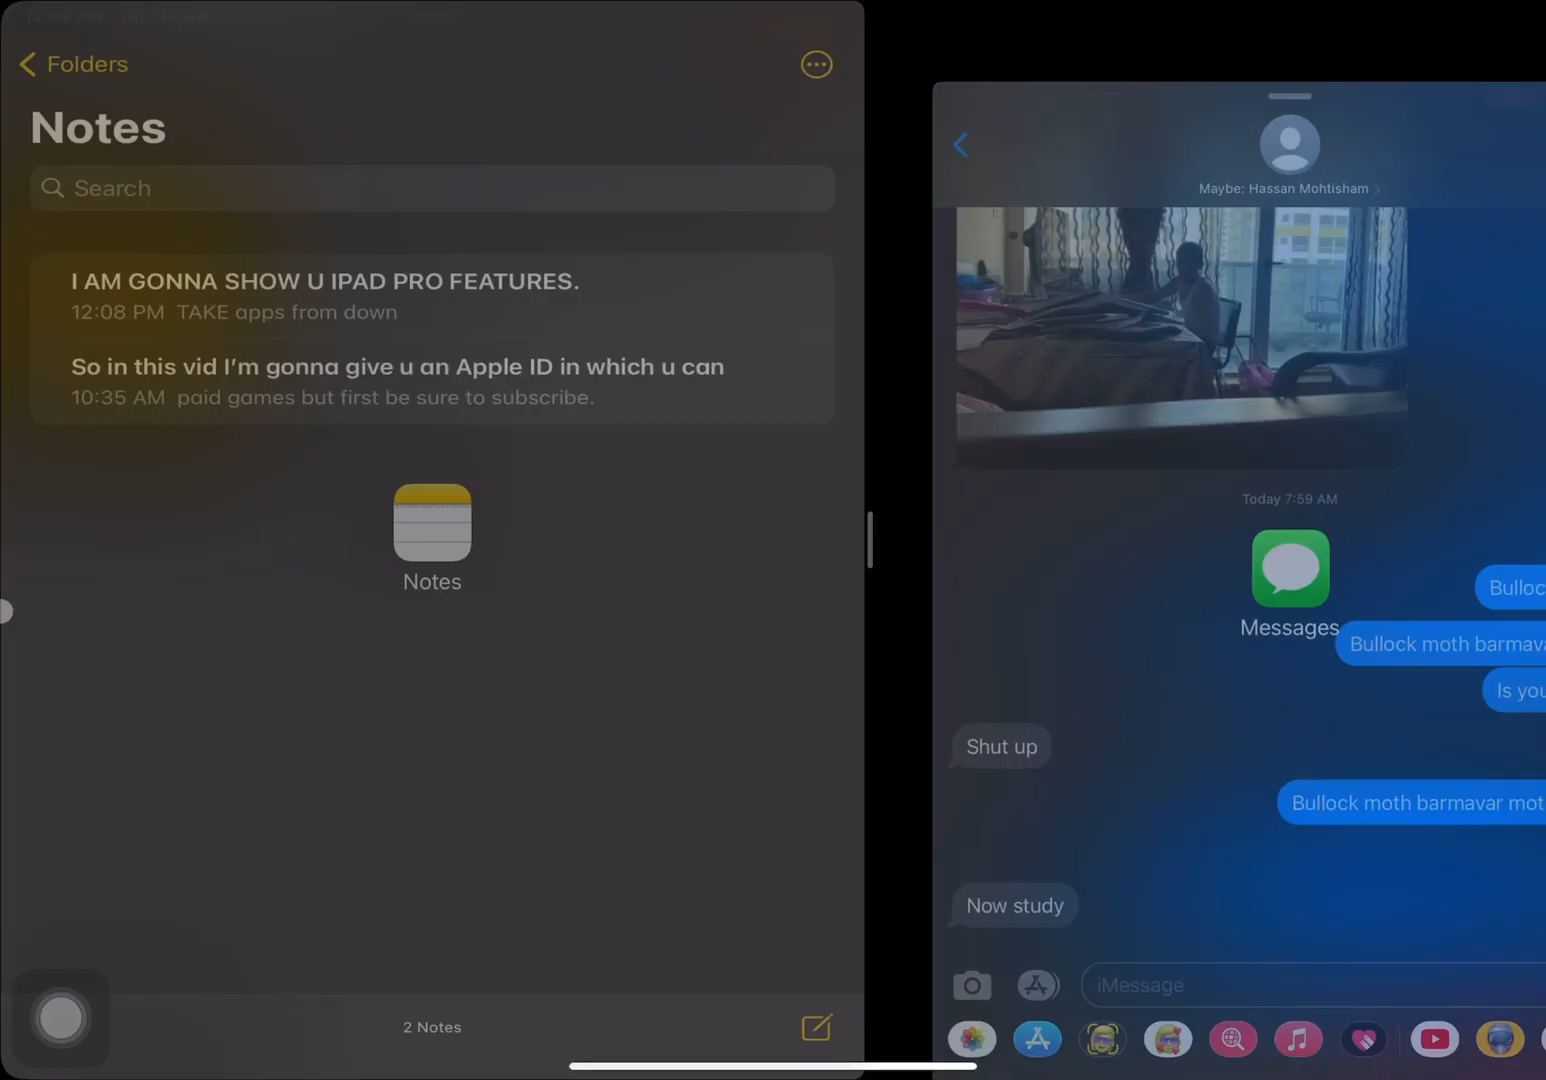 Folders
Notes
Search
I AM GONNA SHOW U IPAD PRO FEATURES.
12:08 PM TAKE apps from down
So in this vid I'm gonna give u an Apple ID in which u can
10:35 AM paid games but first be sure to subscribe.
Notes
2 Notes
Maybe: Hassan Mohtisham
Today 7:59 AM
Messages
Bulloc
Bullock moth barmava
Is you
Shut up
Bullock moth barmavar mot
Now study
iMessage